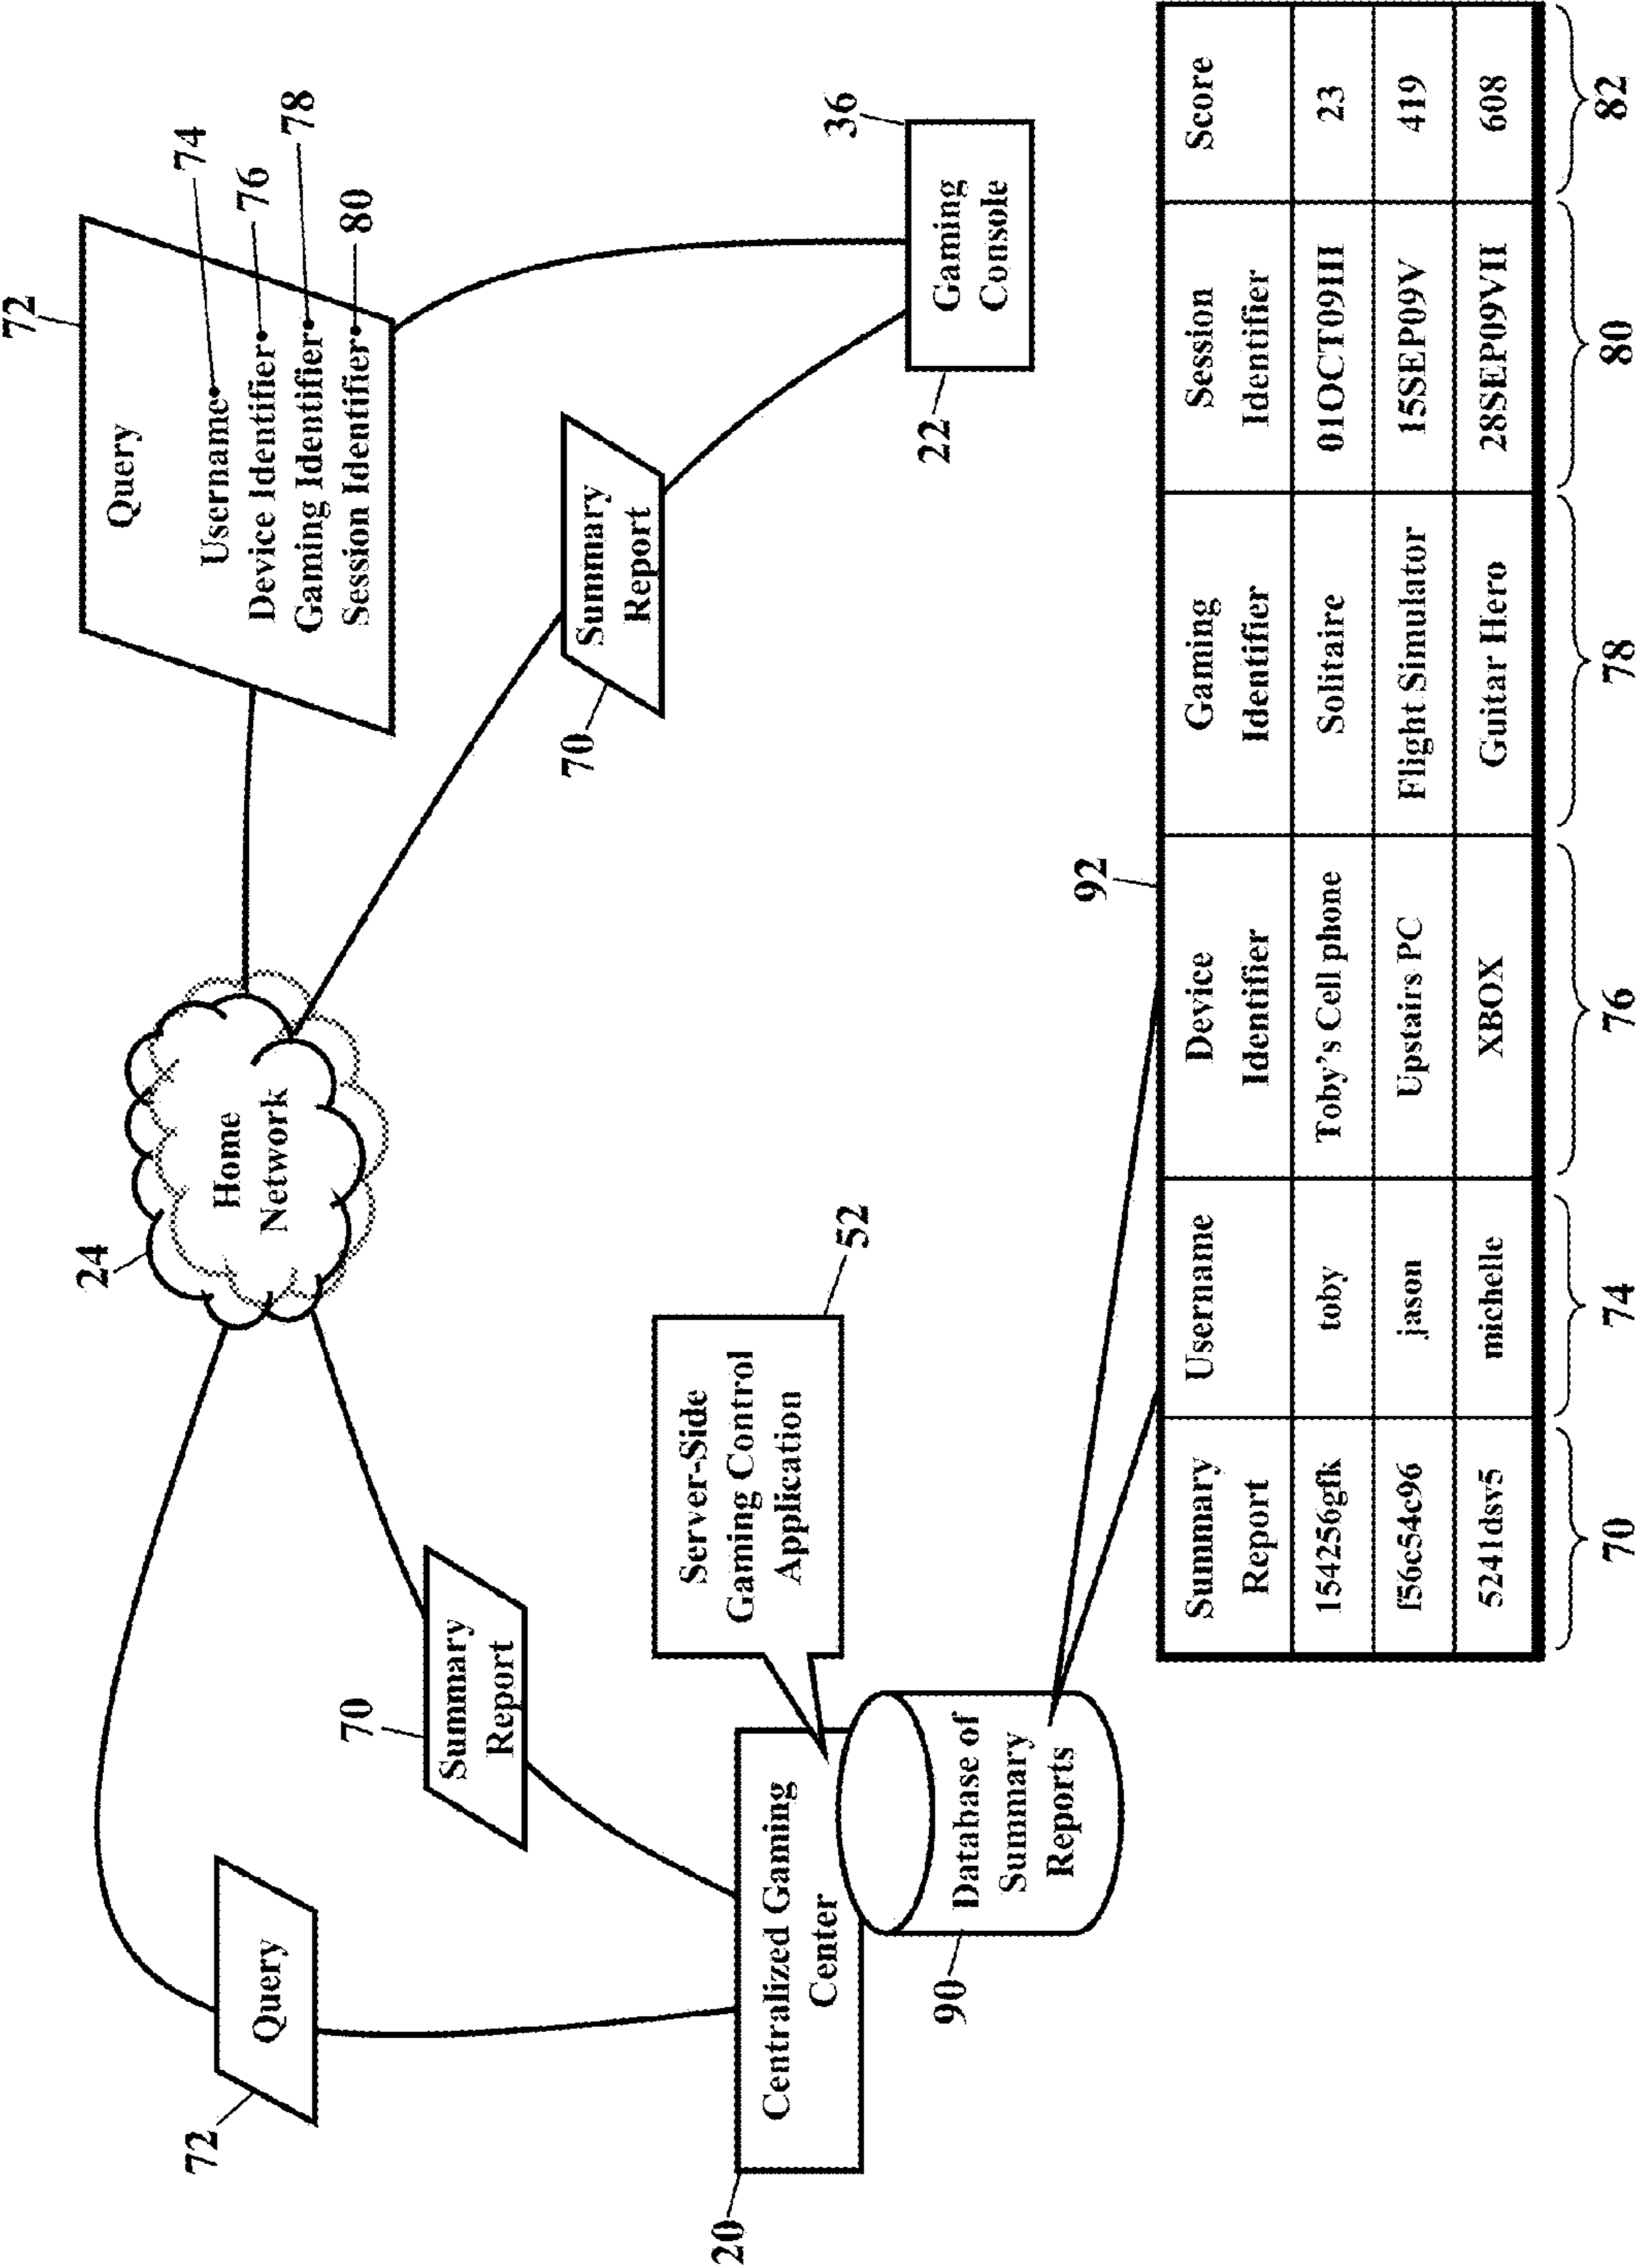 72
Query
Username
Device Identifier
Gaming Identifier
Session Identifier
74
76
78
80
24
Home
Network
72
Query
70
Summary
Report
70
Summary
Report
36
Gaming
Console
22
Server-Side
Gaming Control
Application
52
20
Centralized Gaming
Center
90
Database of
Summary
Reports
92
Summary Report Username Device Identifier Gaming Identifier Session Identifier Score
154256gfk toby Toby's Cell phone Solitaire 01OCT09III 23
f56c54c96 jason Upstairs PC Flight Simulator 15SEP09V 419
5241dsv5 michelle XBOX Guitar Hero 28SEP09VII 608
70 74 76 78 80 82